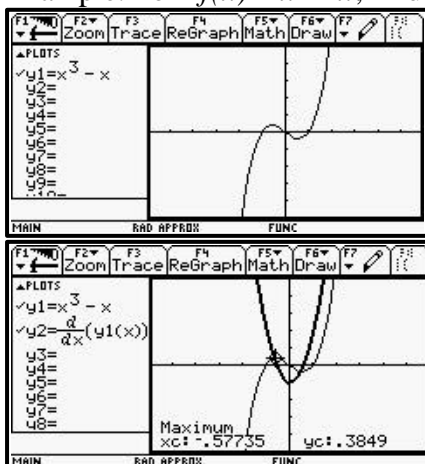 F1 F2 F3 F4 F5 F6 F7
Zoom Trace ReGraph Math Draw
▲PLOTS
✓y1=x^3 - x
y2=
y3=
y4=
y5=
y6=
y7=
y8=
y9=
MAIN RAD APPROX FUNC
F1 F2 F3 F4 F5 F6 F7
Zoom Trace ReGraph Math Draw
▲PLOTS
✓y1=x^3 - x
✓y2=d/dx(y1(x))
y3=
y4=
y5=
y6=
y7=
y8=
Maximum
xc: -.57735 yc: .3849
MAIN RAD APPROX FUNC